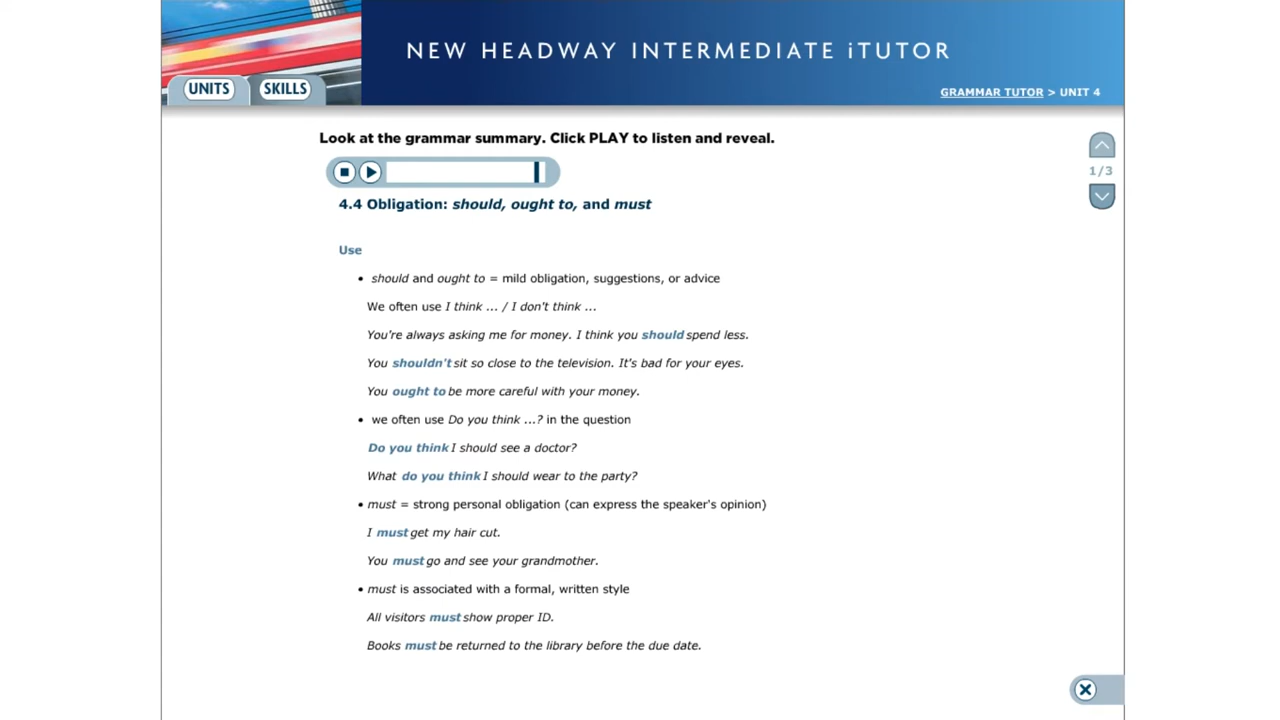 NEW HEADWAY INTERMEDIATE iTUTOR
UNITS SKILLS
GRAMMAR TUTOR > UNIT 4
Look at the grammar summary. Click PLAY to listen and reveal.
1/3
4.4 Obligation: should, ought to, and must
Use
• should and ought to = mild obligation, suggestions, or advice
We often use I think ... / I don't think ...
You're always asking me for money. I think you should spend less.
You shouldn't sit so close to the television. It's bad for your eyes.
You ought to be more careful with your money.
• we often use Do you think ...? in the question
Do you think I should see a doctor?
What do you think I should wear to the party?
• must = strong personal obligation (can express the speaker's opinion)
I must get my hair cut.
You must go and see your grandmother.
• must is associated with a formal, written style
All visitors must show proper ID.
Books must be returned to the library before the due date.